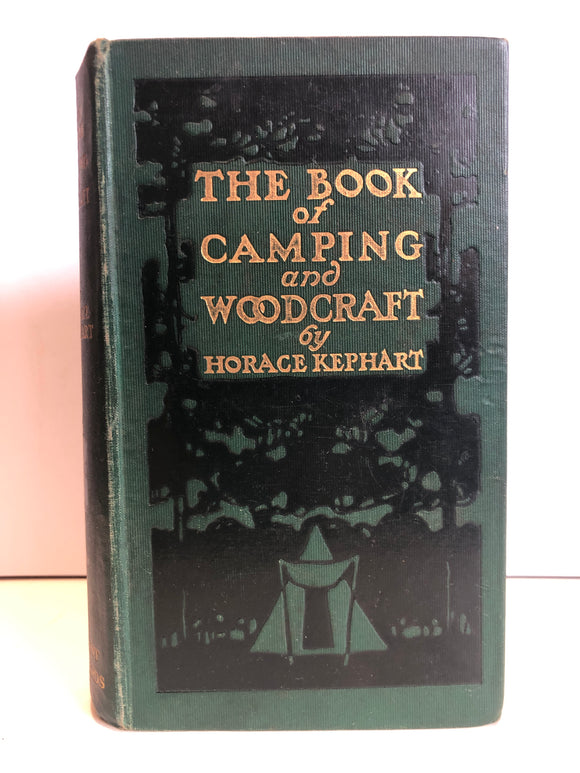 THE BOOK
of
CAMPING
and
WOODCRAFT
by
HORACE KEPHART